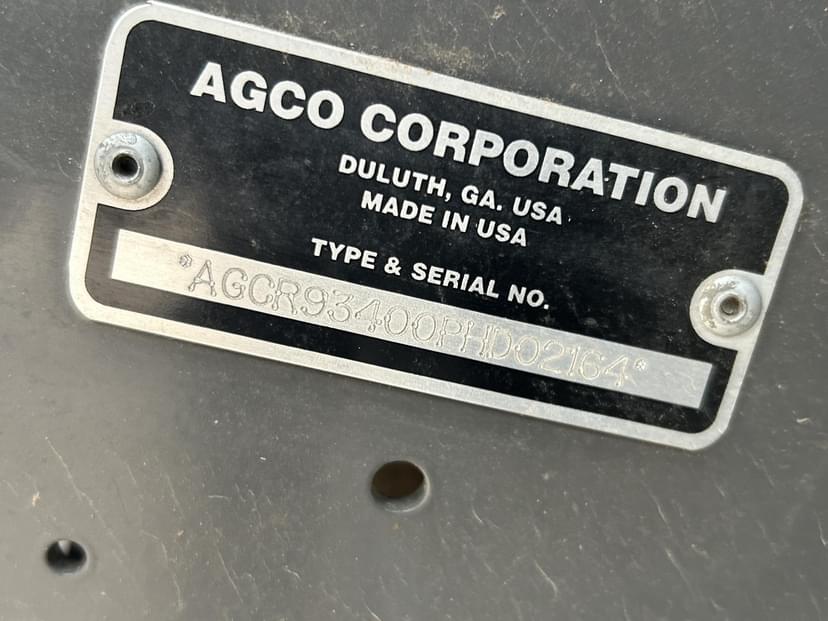 AGCO CORPORATION
DULUTH, GA. USA
MADE IN USA
TYPE & SERIAL NO.
*AGCR93400PHD02164*